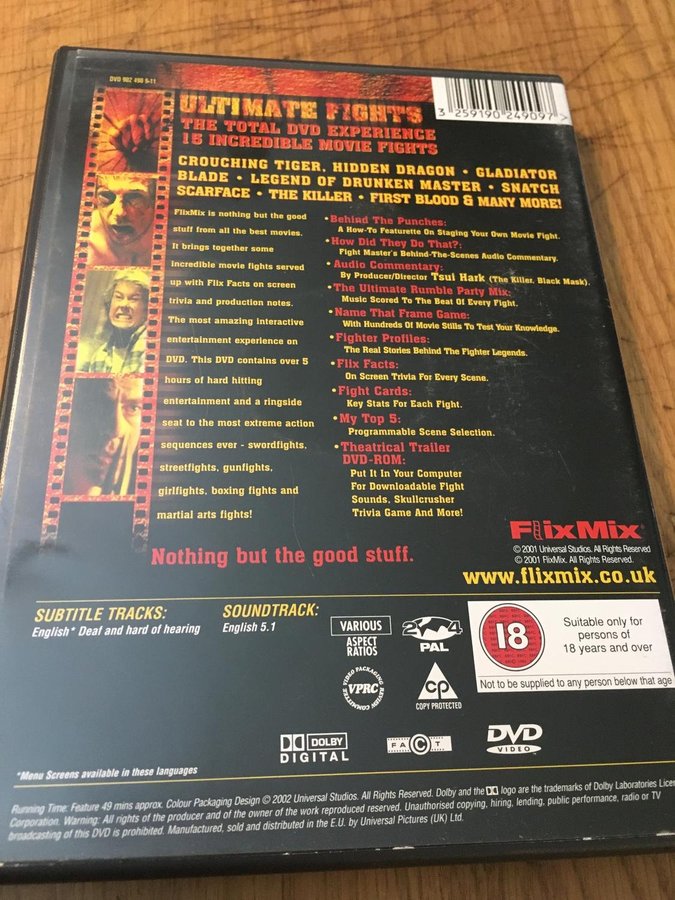 DVD 902 490 9-11
ULTIMATE FIGHTS
THE TOTAL DVD EXPERIENCE
15 INCREDIBLE MOVIE FIGHTS
3 259190 249097 >
CROUCHING TIGER, HIDDEN DRAGON • GLADIATOR
BLADE • LEGEND OF DRUNKEN MASTER • SNATCH
SCARFACE • THE KILLER • FIRST BLOOD & MANY MORE!
FlixMix is nothing but the good
stuff from all the best movies.
It brings together some
incredible movie fights served
up with Flix Facts on screen
trivia and production notes.
The most amazing interactive
entertainment experience on
DVD. This DVD contains over 5
hours of hard hitting
entertainment and a ringside
seat to the most extreme action
sequences ever - swordfights,
streetfights, gunfights,
girlfights, boxing fights and
martial arts fights!
•Behind The Punches:
A How-To Featurette On Staging Your Own Movie Fight.
•How Did They Do That?:
Fight Master's Behind-The-Scenes Audio Commentary.
•Audio Commentary:
By Producer/Director Tsui Hark (The Killer, Black Mask).
•The Ultimate Rumble Party Mix:
Music Scored To The Beat Of Every Fight.
•Name That Frame Game:
With Hundreds Of Movie Stills To Test Your Knowledge.
•Fighter Profiles:
The Real Stories Behind The Fighter Legends.
•Flix Facts:
On Screen Trivia For Every Scene.
•Fight Cards:
Key Stats For Each Fight.
•My Top 5:
Programmable Scene Selection.
•Theatrical Trailer
DVD-ROM:
Put It In Your Computer
For Downloadable Fight
Sounds, Skullcrusher
Trivia Game And More!
Nothing but the good stuff.
FlixMix
© 2001 Universal Studios. All Rights Reserved
© 2001 FlixMix. All Rights Reserved.
www.flixmix.co.uk
SUBTITLE TRACKS:
English* Deaf and hard of hearing
SOUNDTRACK:
English 5.1
VARIOUS
ASPECT
RATIOS
2 4
PAL
VIDEO PACKAGING REVIEW COMMITTEE
VPRC
CP
COPY PROTECTED
18
Suitable only for
persons of
18 years and over
Not to be supplied to any person below that age
DOLBY
DIGITAL
FACT
DVD
VIDEO
*Menu Screens available in these languages
Running Time: Feature 49 mins approx. Colour Packaging Design © 2002 Universal Studios. All Rights Reserved. Dolby and the logo are the trademarks of Dolby Laboratories Licen
Corporation. Warning: All rights of the producer and of the owner of the work reproduced reserved. Unauthorised copying, hiring, lending, public performance, radio or TV
broadcasting of this DVD is prohibited. Manufactured, sold and distributed in the E.U. by Universal Pictures (UK) Ltd.